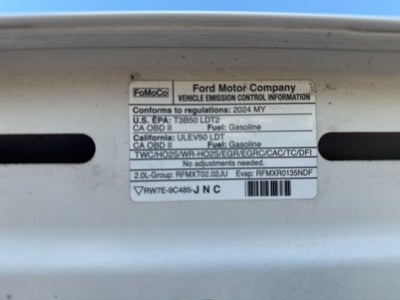 FoMoCo
Ford Motor Company
VEHICLE EMISSION CONTROL INFORMATION
Conforms to regulations: 2024 MY
U.S. EPA: T3B50 LDT2
CA OBD II Fuel: Gasoline
California: ULEV50 LDT
CA OBD II Fuel: Gasoline
TWC/HO2S/WR-HO2S/EGR/EGRC/CAC/TC/DFI
No adjustments needed.
2.0L-Group: RFMXT02.02JU Evap: RFMXR0135NDF
RW7E-9C485-JNC